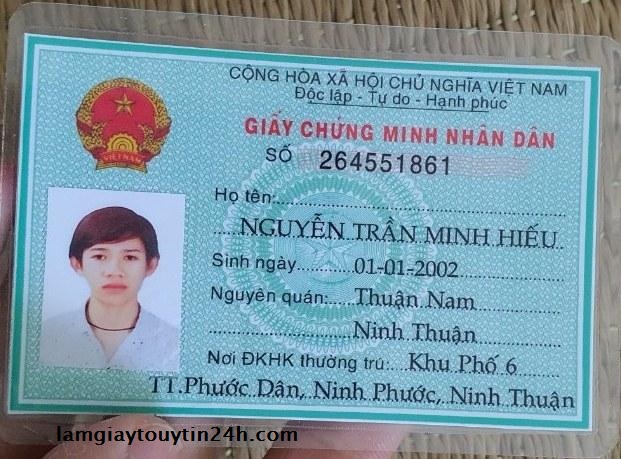 CỘNG HÒA XÃ HỘI CHỦ NGHĨA VIỆT NAM
Độc lập - Tự do - Hạnh phúc
GIẤY CHỨNG MINH NHÂN DÂN
SỐ 264551861
VIỆT NAM
Họ tên:
NGUYỄN TRẦN MINH HIẾU
Sinh ngày 01-01-2002
Nguyên quán: Thuận Nam
Ninh Thuận
Nơi ĐKHK thường trú: Khu Phố 6
TT.Phước Dân, Ninh Phước, Ninh Thuận
lamgiaytouytin24h.com